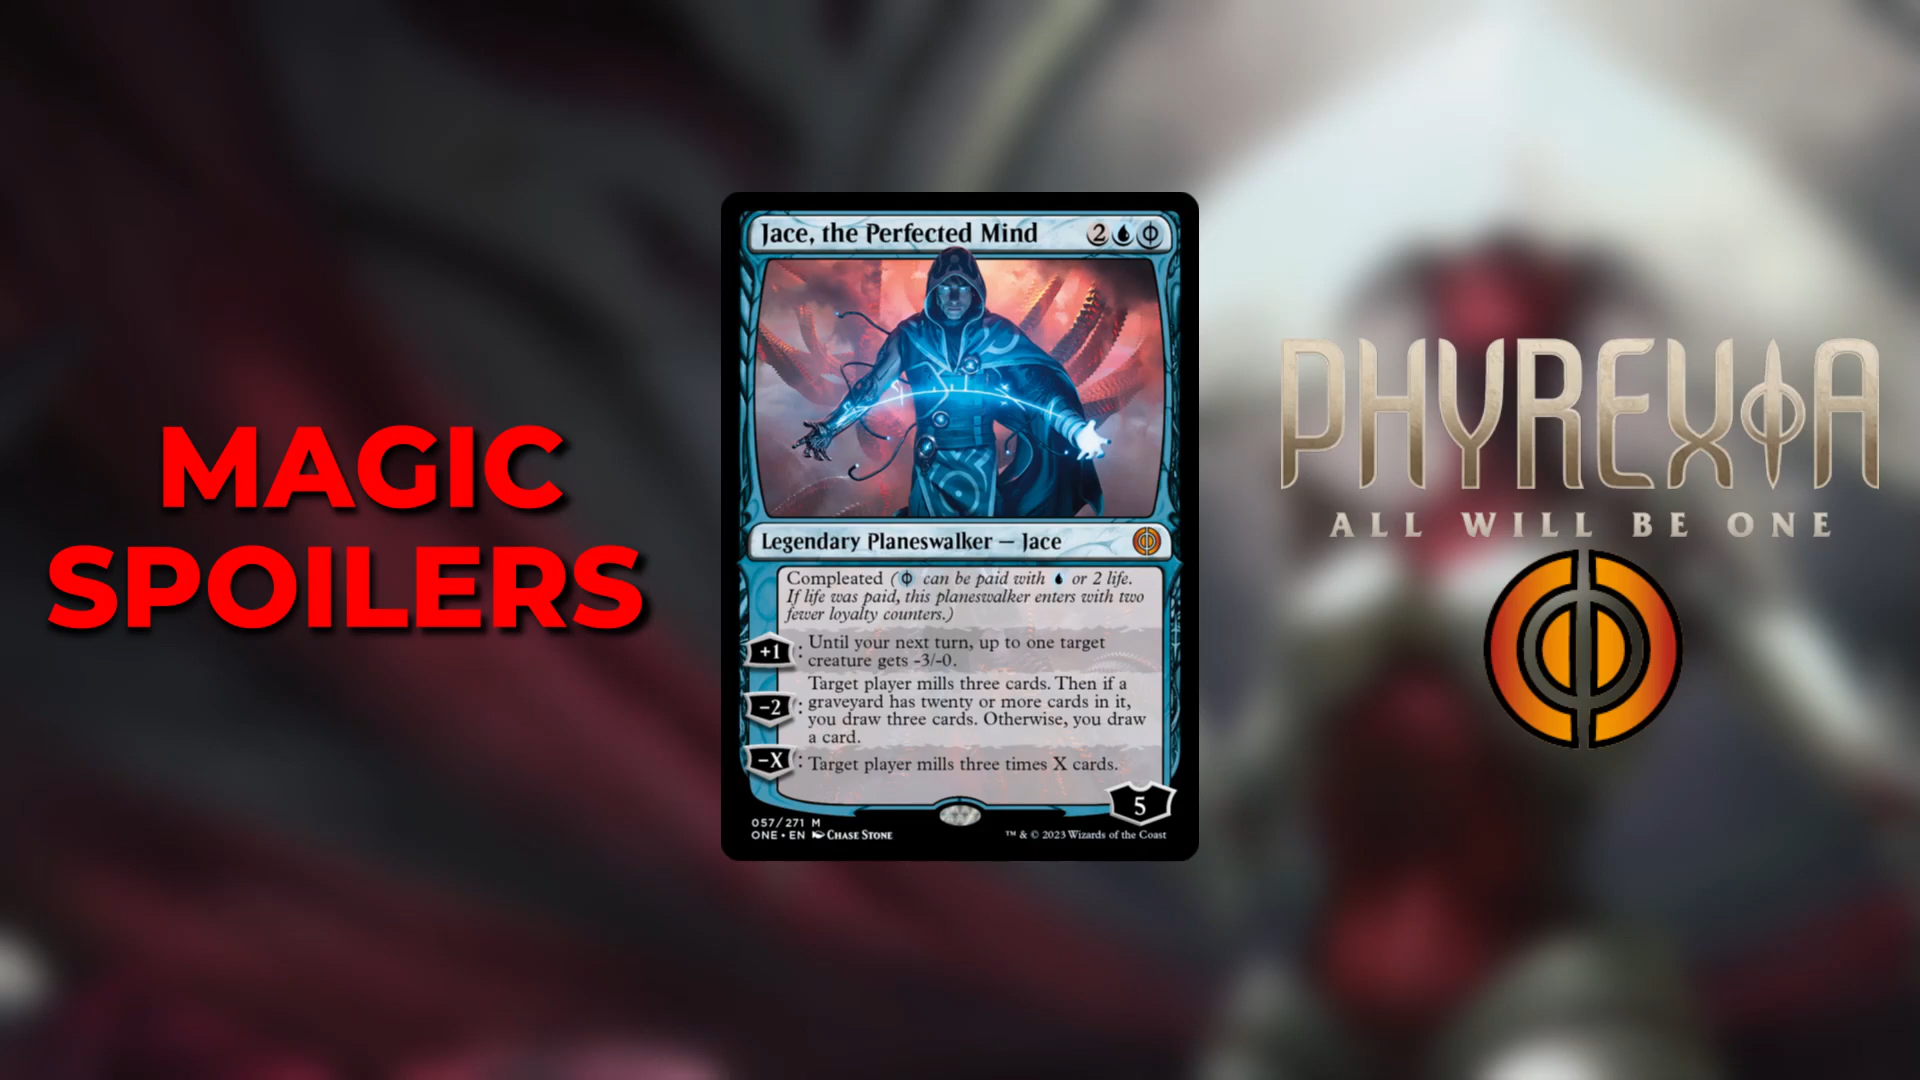 MAGIC
SPOILERS
Jace, the Perfected Mind 2
Legendary Planeswalker — Jace
Compleated (ϕ can be paid with 💧 or 2 life.
If life was paid, this planeswalker enters with two
fewer loyalty counters.)
+1: Until your next turn, up to one target
creature gets -3/-0.
-2: Target player mills three cards. Then if a
graveyard has twenty or more cards in it,
you draw three cards. Otherwise, you draw
a card.
-X: Target player mills three times X cards.
5
057/271 M
ONE • EN CHASE STONE
™ & © 2023 Wizards of the Coast
PHYREXIA
ALL WILL BE ONE